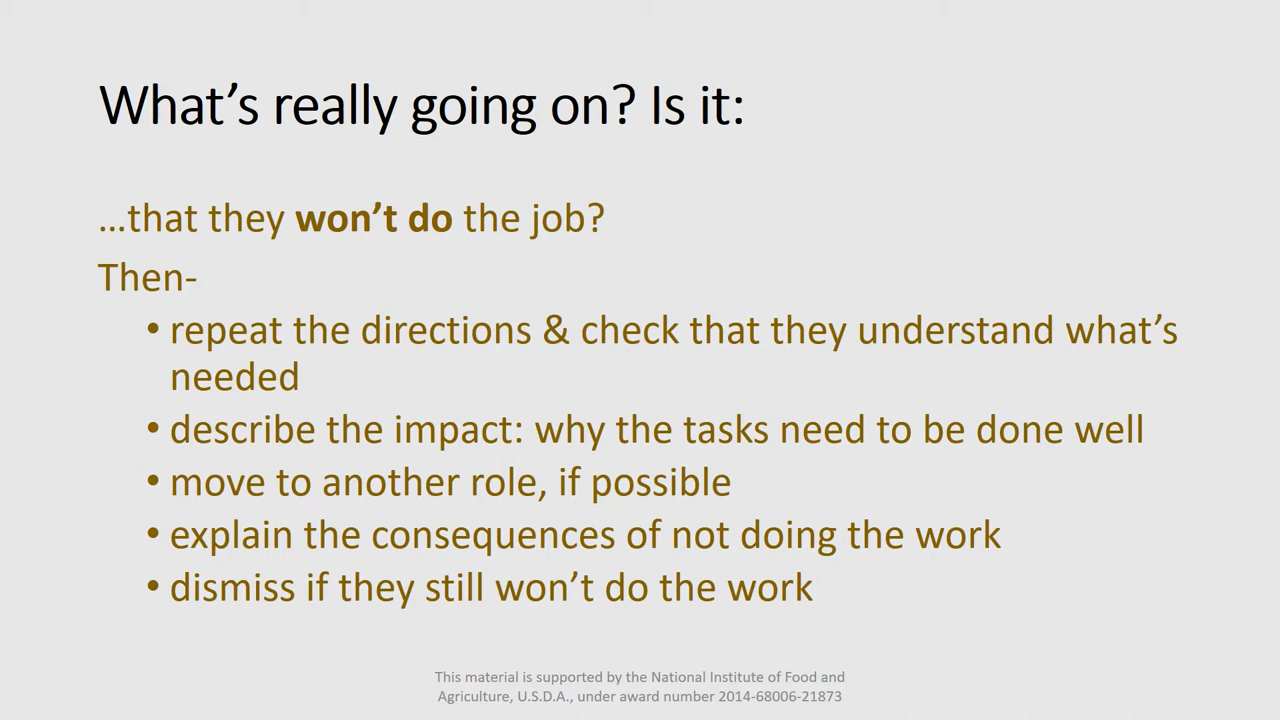 What’s really going on? Is it:
…that they won’t do the job?
Then-
• repeat the directions & check that they understand what’s
needed
• describe the impact: why the tasks need to be done well
• move to another role, if possible
• explain the consequences of not doing the work
• dismiss if they still won’t do the work
This material is supported by the National Institute of Food and
Agriculture, U.S.D.A., under award number 2014-68006-21873